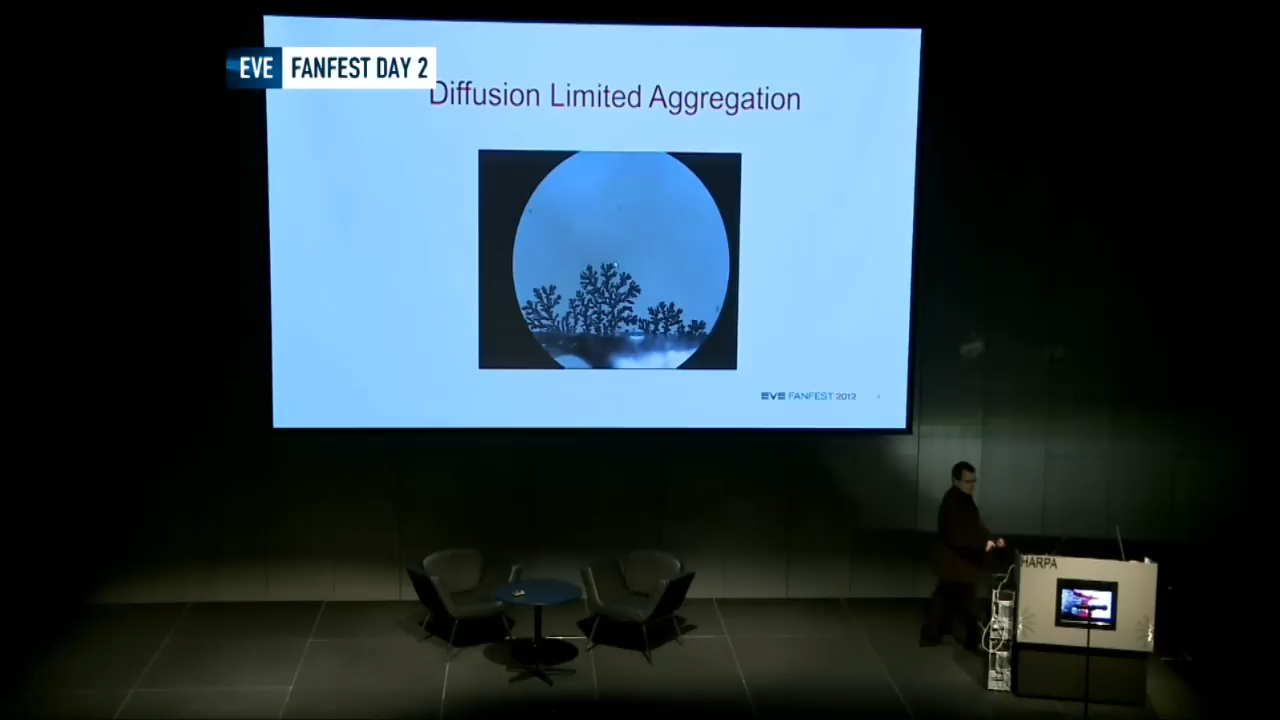 EVE FANFEST DAY 2
Diffusion Limited Aggregation
EVE FANFEST 2012
HARPA